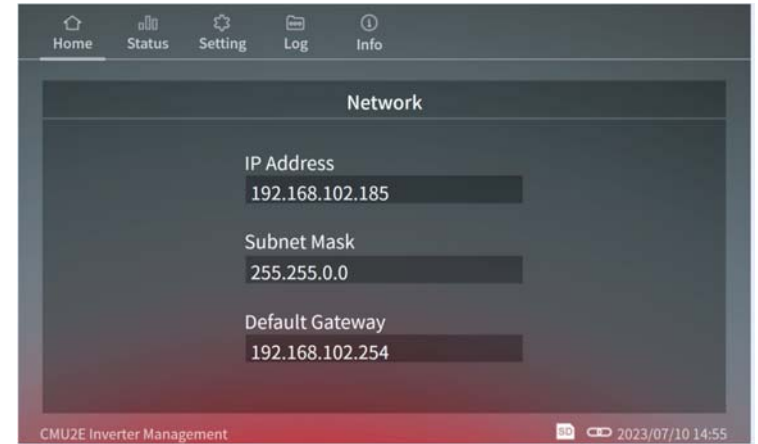 Home Status Setting Log Info
Network
IP Address
192.168.102.185
Subnet Mask
255.255.0.0
Default Gateway
192.168.102.254
CMU2E Inverter Management SD 2023/07/10 14:55